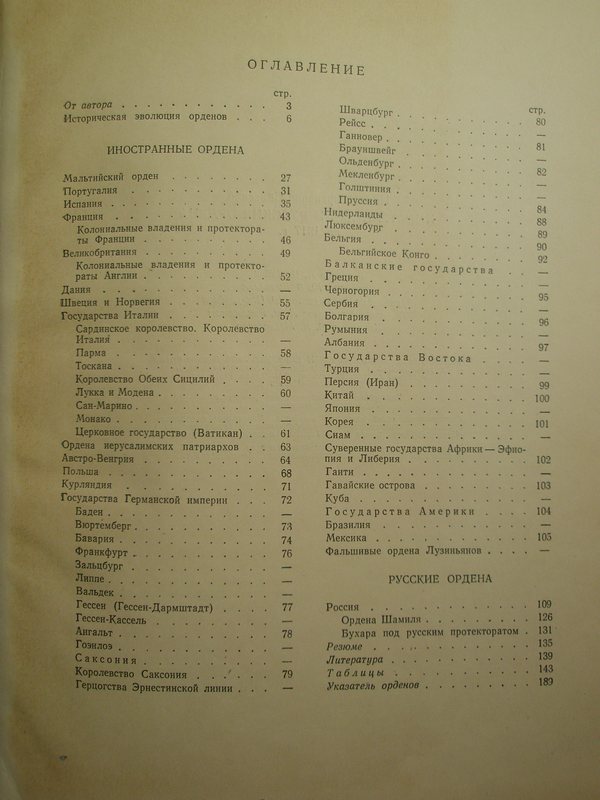 ОГЛАВЛЕНИЕ
стр.
От автора . . . . . . . . . . . 3
Историческая эволюция орденов . . . 6
ИНОСТРАННЫЕ ОРДЕНА
Мальтийский орден . . . . . . . . 27
Португалия . . . . . . . . . . 31
Испания . . . . . . . . . . . 35
Франция . . . . . . . . . . . 43
Колониальные владения и протектора-
ты Франции . . . . . . . . . 46
Великобритания . . . . . . . . . 49
Колониальные владения и протекто-
раты Англии . . . . . . . . . 52
Дания . . . . . . . . . . . . —
Швеция и Норвегия . . . . . . . . 55
Государства Италии . . . . . . . . 57
Сардинское королевство. Королевство
Италия . . . . . . . . . . . —
Парма . . . . . . . . . . . 58
Тоскана . . . . . . . . . . . —
Королевство Обеих Сицилий . . . . 59
Лукка и Модена . . . . . . . . 60
Сан-Марино . . . . . . . . . . —
Монако . . . . . . . . . . . —
Церковное государство (Ватикан) . . 61
Ордена иерусалимских патриархов . . 63
Австро-Венгрия . . . . . . . . . 64
Польша . . . . . . . . . . . 68
Курляндия . . . . . . . . . . 71
Государства Германской империи . . . 72
Баден . . . . . . . . . . . —
Вюртемберг . . . . . . . . . . 73
Бавария . . . . . . . . . . . 74
Франкфурт . . . . . . . . . . 76
Зальцбург . . . . . . . . . . —
Липпе . . . . . . . . . . . —
Вальдек . . . . . . . . . . . —
Гессен (Гессен-Дармштадт) . . . . 77
Гессен-Кассель . . . . . . . . —
Ангальт . . . . . . . . . . . 78
Гоэнлоэ . . . . . . . . . . . —
Саксония . . . . . . . . . —
Королевство Саксония . . . . . . 79
Герцогства Эрнестинской линии . . . —
стр.
Шварцбург . . . . . . . . . . 80
Рейсс . . . . . . . . . . . —
Ганновер . . . . . . . . . . 81
Брауншвейг . . . . . . . . . —
Ольденбург . . . . . . . . . 82
Мекленбург . . . . . . . . . —
Голштиния . . . . . . . . . —
Пруссия . . . . . . . . . . 84
Нидерланды . . . . . . . . . 88
Люксембург . . . . . . . . . 89
Бельгия . . . . . . . . . . 90
Бельгийское Конго . . . . . . . 92
Балканские государства . . . —
Греция . . . . . . . . . . —
Черногория . . . . . . . . . 95
Сербия . . . . . . . . . . —
Болгария . . . . . . . . . . 96
Румыния . . . . . . . . . . —
Албания . . . . . . . . . . 97
Государства Востока . . . . —
Турция . . . . . . . . . . —
Персия (Иран) . . . . . . . . 99
Китай . . . . . . . . . . . 100
Япония . . . . . . . . . . —
Корея . . . . . . . . . . . 101
Сиам . . . . . . . . . . . —
Суверенные государства Африки — Эфио-
пия и Либерия . . . . . . . . 102
Гаити . . . . . . . . . . . —
Гавайские острова . . . . . . . 103
Куба . . . . . . . . . . . —
Государства Америки . . . . 104
Бразилия . . . . . . . . . . —
Мексика . . . . . . . . . . 105
Фальшивые ордена Лузиньянов . . . . —
РУССКИЕ ОРДЕНА
Россия . . . . . . . . . . . 109
Ордена Шамиля . . . . . . . . 126
Бухара под русским протекторатом . 131
Резюме . . . . . . . . . . . 135
Литература . . . . . . . . . . 139
Таблицы . . . . . . . . . . 143
Указатель орденов . . . . . . . . 189